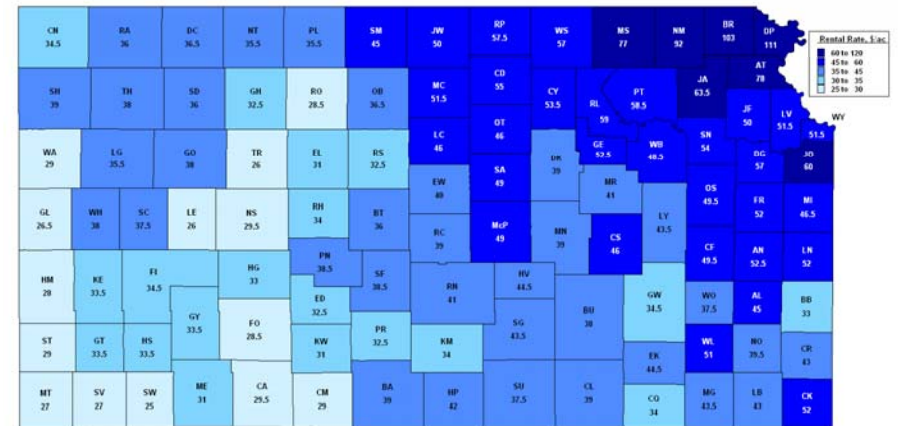 CN
34.5
RA
36
DC
36.5
NT
35.5
PL
35.5
SM
45
JW
50
RP
57.5
WS
57
MS
77
NM
92
BR
103
DP
111
Rental Rate, $/ac
60 to 120
45 to 60
35 to 45
30 to 35
25 to 30
SH
39
TH
38
SD
36
GH
32.5
RO
28.5
OB
36.5
MC
51.5
CD
55
CY
53.5
RL
59
PT
58.5
JA
63.5
AT
78
JF
50
LV
51.5
WY
51.5
WA
29
LG
35.5
GO
38
TR
26
EL
31
RS
32.5
LC
46
OT
46
SA
49
DK
39
GE
52.5
WB
48.5
SN
54
DG
57
JO
60
GL
26.5
WH
38
SC
37.5
LE
26
NS
29.5
RH
34
BT
36
EW
40
RC
39
McP
49
MR
41
MN
39
CS
46
LY
43.5
OS
49.5
FR
52
MI
46.5
HM
28
KE
33.5
FI
34.5
HG
33
PN
38.5
SF
38.5
RN
41
HV
44.5
BU
38
GW
34.5
CF
49.5
AN
52.5
LN
52
GY
33.5
FO
28.5
ED
32.5
PR
32.5
SG
43.5
WO
37.5
AL
45
BB
33
ST
29
GT
33.5
HS
33.5
KW
31
KM
34
EK
44.5
WL
51
NO
39.5
CR
43
MT
27
SV
27
SW
25
ME
31
CA
29.5
CM
29
BA
39
HP
42
SU
37.5
CL
39
CQ
34
MG
43.5
LB
43
CK
52